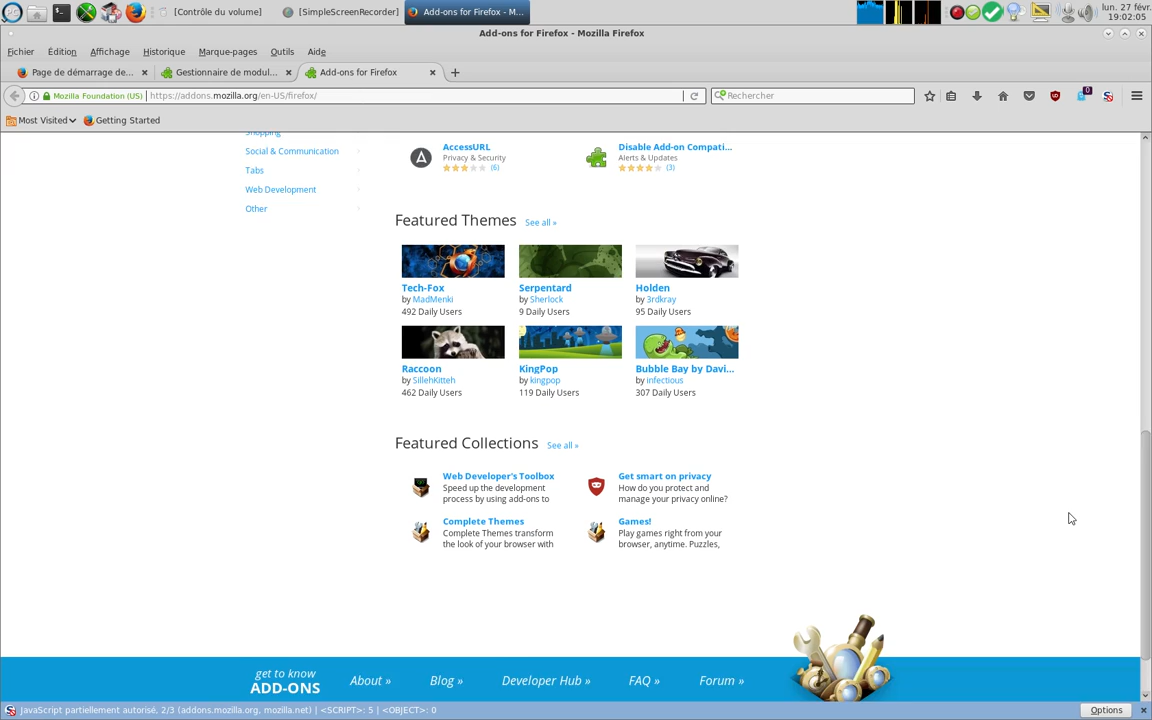 [Contrôle du volume]
[SimpleScreenRecorder]
Add-ons for Firefox - M...
lun. 27 févr.
19:02:05
Add-ons for Firefox - Mozilla Firefox
Fichier Édition Affichage Historique Marque-pages Outils Aide
Page de démarrage de...
Gestionnaire de modul...
Add-ons for Firefox
Mozilla Foundation (US) https://addons.mozilla.org/en-US/firefox/
Rechercher
0
Most Visited Getting Started
Shopping
Social & Communication
Tabs
Web Development
Other
AccessURL
Privacy & Security
(6)
Disable Add-on Compati...
Alerts & Updates
(3)
Featured Themes See all »
Tech-Fox
by MadMenki
492 Daily Users
Serpentard
by Sherlock
9 Daily Users
Holden
by 3rdkray
95 Daily Users
Raccoon
by SillehKitteh
462 Daily Users
KingPop
by kingpop
119 Daily Users
Bubble Bay by Davi...
by infectious
307 Daily Users
Featured Collections See all »
Web Developer's Toolbox
Speed up the development
process by using add-ons to
Get smart on privacy
How do you protect and
manage your privacy online?
Complete Themes
Complete Themes transform
the look of your browser with
Games!
Play games right from your
browser, anytime. Puzzles,
get to know
ADD-ONS
About » Blog » Developer Hub » FAQ » Forum »
JavaScript partiellement autorisé, 2/3 (addons.mozilla.org, mozilla.net) | <SCRIPT>: 5 | <OBJECT>: 0
Options